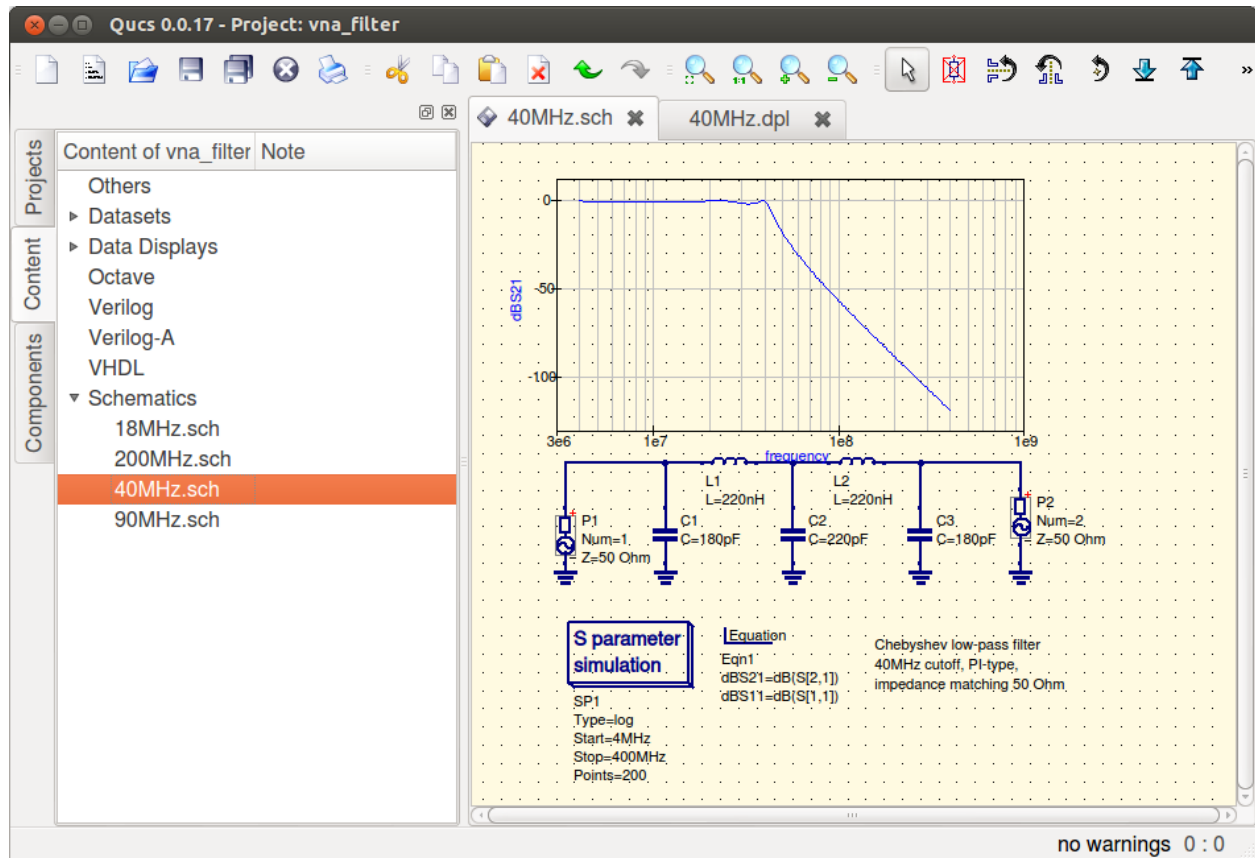 Qucs 0.0.17 - Project: vna_filter
1:1
»
Projects
Content
Components
Content of vna_filter Note
Others
Datasets
Data Displays
Octave
Verilog
Verilog-A
VHDL
Schematics
18MHz.sch
200MHz.sch
40MHz.sch
90MHz.sch
40MHz.sch
40MHz.dpl
0
-50
-100
dBS21
3e6 1e7 1e8 1e9
frequency
L1
L=220nH
L2
L=220nH
P1
Num=1
Z=50 Ohm
C1
C=180pF
C2
C=220pF
C3
C=180pF
P2
Num=2
Z=50 Ohm
S parameter
simulation
SP1
Type=log
Start=4MHz
Stop=400MHz
Points=200
Equation
Eqn1
dBS21=dB(S[2,1])
dBS11=dB(S[1,1])
Chebyshev low-pass filter
40MHz cutoff, PI-type,
impedance matching 50 Ohm
no warnings 0 : 0